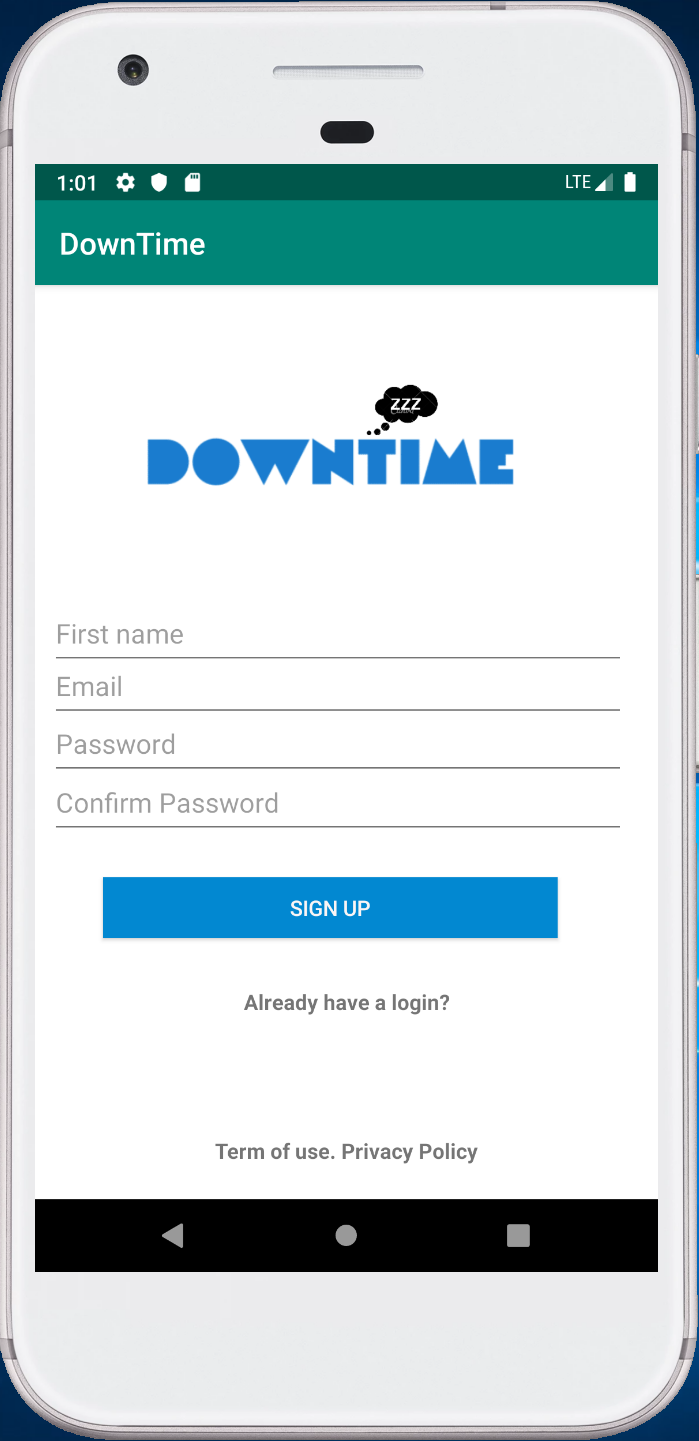 1:01 LTE
DownTime
ZZZ
DOWNTIME
First name
Email
Password
Confirm Password
SIGN UP
Already have a login?
Term of use. Privacy Policy